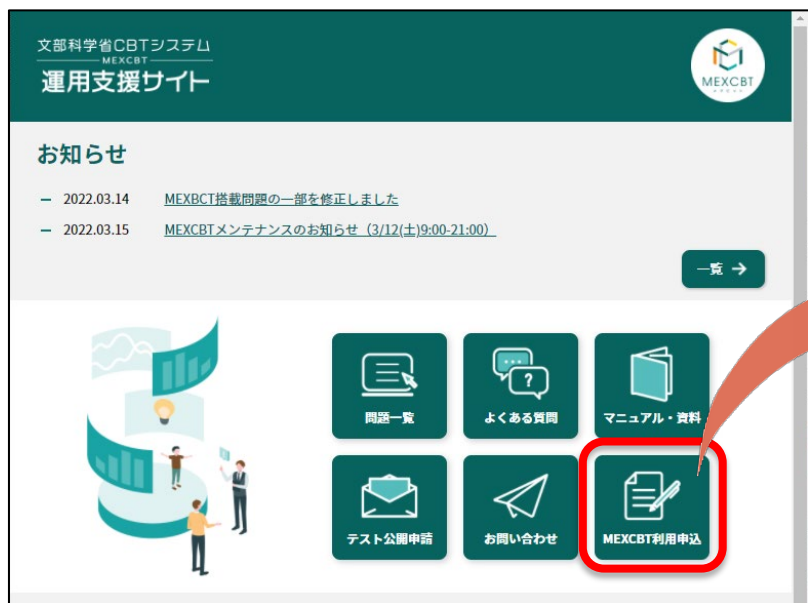 文部科学省CBTシステム
MEXCBT
運用支援サイト
MEXCBT
お知らせ
2022.03.14 MEXBCT搭載問題の一部を修正しました
2022.03.15 MEXCBTメンテナンスのお知らせ（3/12(土)9:00-21:00）
一覧 →
問題一覧
?
よくある質問
マニュアル・資料
テスト公開申請
お問い合わせ
MEXCBT利用申込